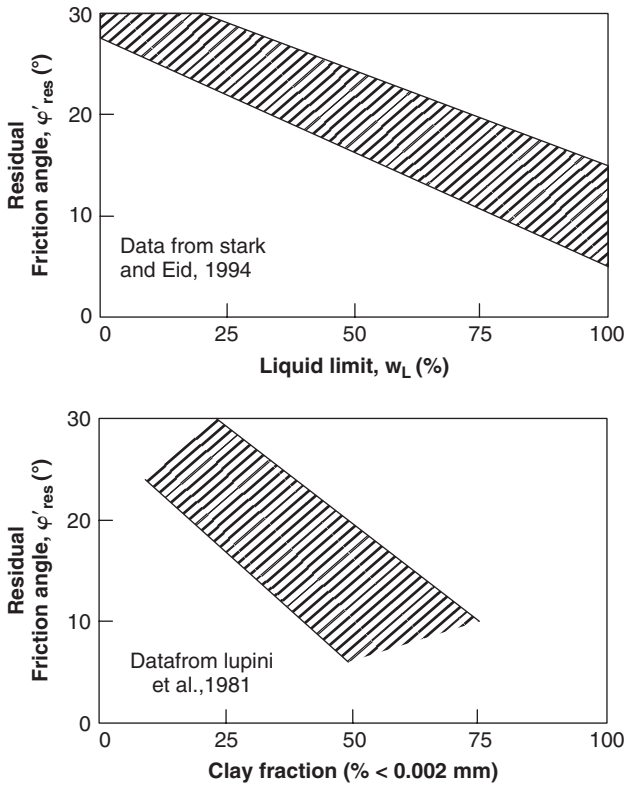 30
20
10
0
Residual
Friction angle, φ′res (°)
Data from stark
and Eid, 1994
0 25 50 75 100
Liquid limit, wL (%)
30
20
10
0
Residual
Friction angle, φ′res (°)
Datafrom lupini
et al.,1981
0 25 50 75 100
Clay fraction (% < 0.002 mm)